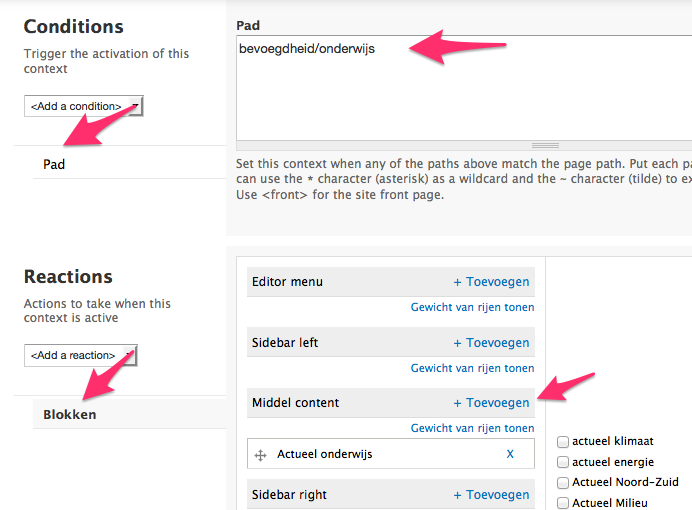 Conditions
Trigger the activation of this
context
<Add a condition>
Pad
Pad
bevoegdheid/onderwijs
Set this context when any of the paths above match the page path. Put each pa
can use the * character (asterisk) as a wildcard and the ~ character (tilde) to ex
Use <front> for the site front page.
Reactions
Actions to take when this
context is active
<Add a reaction>
Blokken
Editor menu + Toevoegen
Gewicht van rijen tonen
Sidebar left + Toevoegen
Gewicht van rijen tonen
Middel content + Toevoegen
Gewicht van rijen tonen
Actueel onderwijs X
Sidebar right + Toevoegen
actueel klimaat
actueel energie
Actueel Noord-Zuid
Actueel Milieu